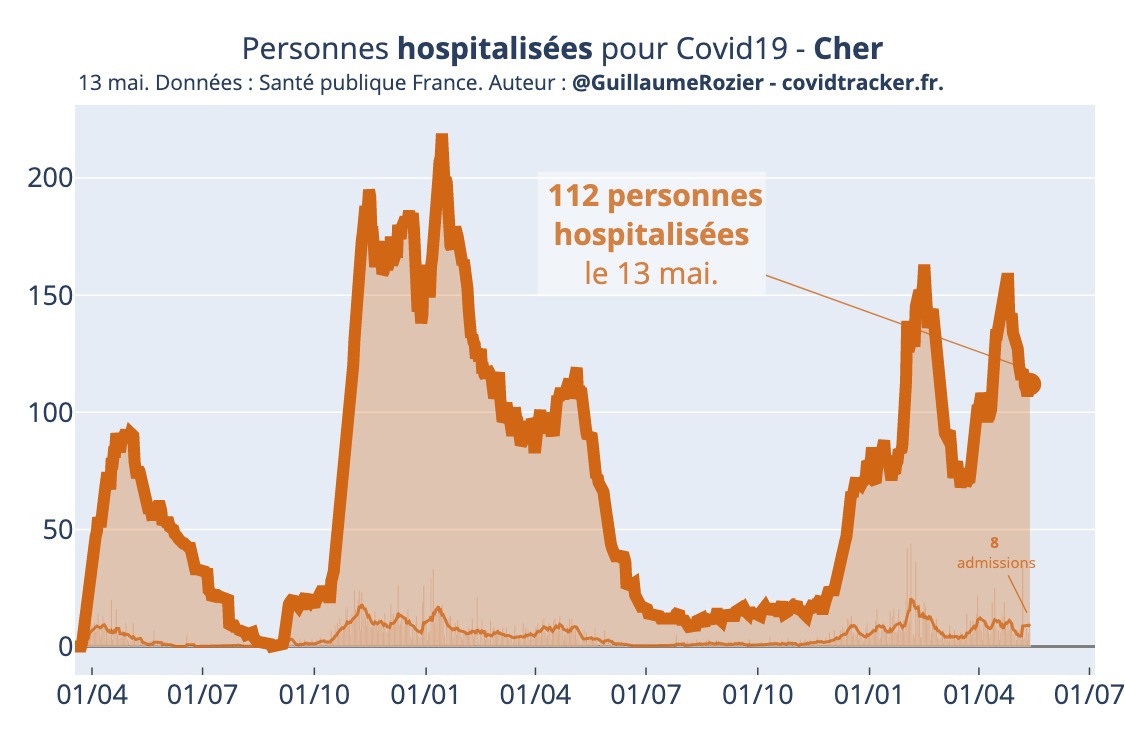 Personnes hospitalisées pour Covid19 - Cher
13 mai. Données : Santé publique France. Auteur : @GuillaumeRozier - covidtracker.fr.
200
112 personnes
hospitalisées
le 13 mai.
150
100
50
8
admissions
0
01/04 01/07 01/10 01/01 01/04 01/07 01/10 01/01 01/04 01/07